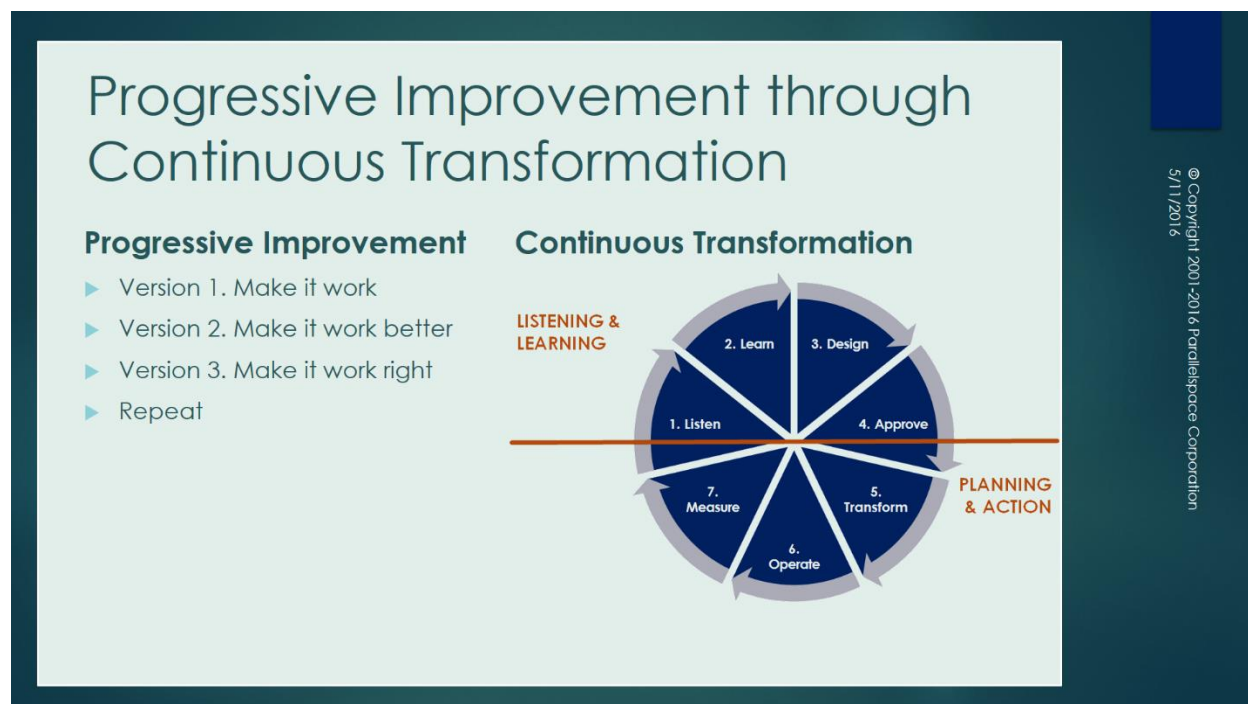 Progressive Improvement through
Continuous Transformation
Progressive Improvement
Version 1. Make it work
Version 2. Make it work better
Version 3. Make it work right
Repeat
Continuous Transformation
LISTENING &
LEARNING
1. Listen
2. Learn
3. Design
4. Approve
5.
Transform
6.
Operate
7.
Measure
PLANNING
& ACTION
© Copyright 2001-2016 Parallelspace Corporation
5/11/2016